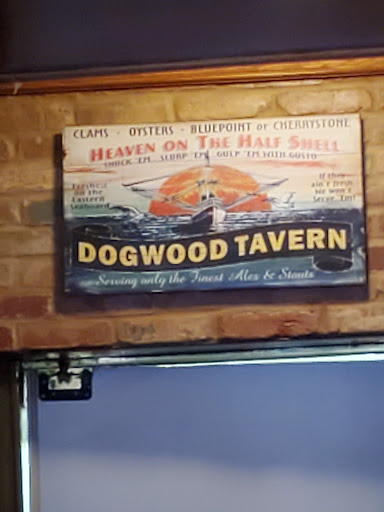 CLAMS · OYSTERS · BLUEPOINT or CHERRYSTONE
HEAVEN ON THE HALF SHELL
SHUCK 'EM, SLURP 'EM, GULP 'EM WITH GUSTO
Freshest
on the
Eastern
Seaboard
If they
ain't fresh
we won't
Serve 'Em!
DOGWOOD TAVERN
Serving only the Finest Ales & Stouts